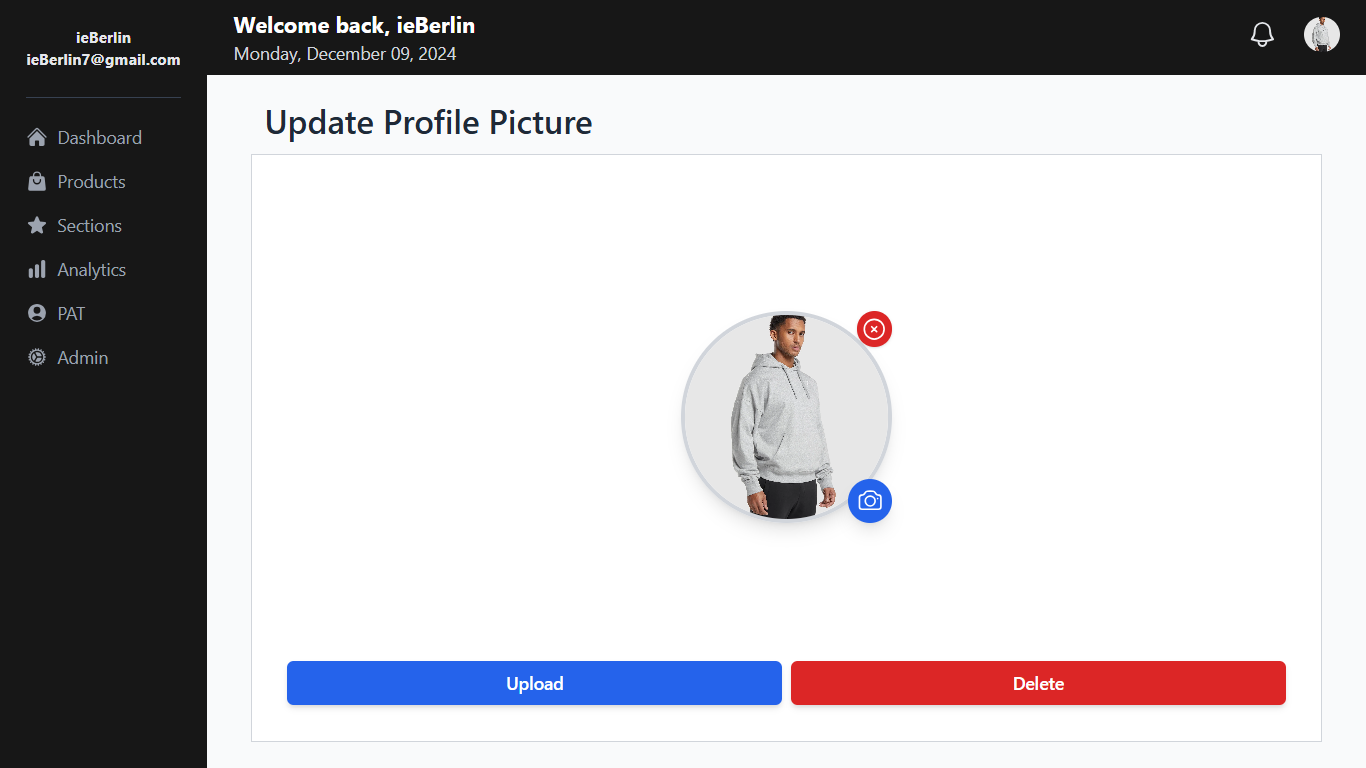 ieBerlin
ieBerlin7@gmail.com
Dashboard
Products
Sections
Analytics
PAT
Admin
Welcome back, ieBerlin
Monday, December 09, 2024
Update Profile Picture
Upload
Delete